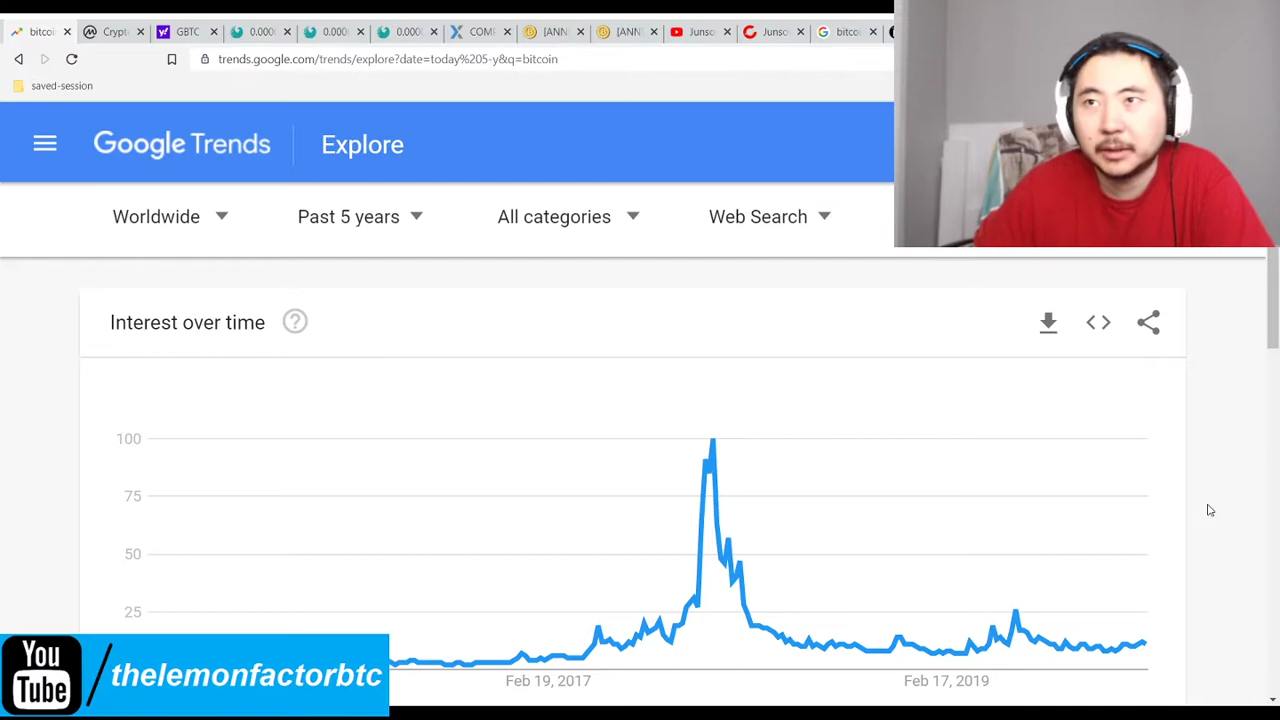 bitcoi
Crypt
GBTC
0.000
0.000
0.000
COM
[ANN
[ANN
Junso
Junso
bitco
trends.google.com/trends/explore?date=today%205-y&q=bitcoin
saved-session
Google Trends
Explore
Worldwide
Past 5 years
All categories
Web Search
Interest over time
?
100
75
50
25
Feb 19, 2017
Feb 17, 2019
You
Tube
/thelemonfactorbtc